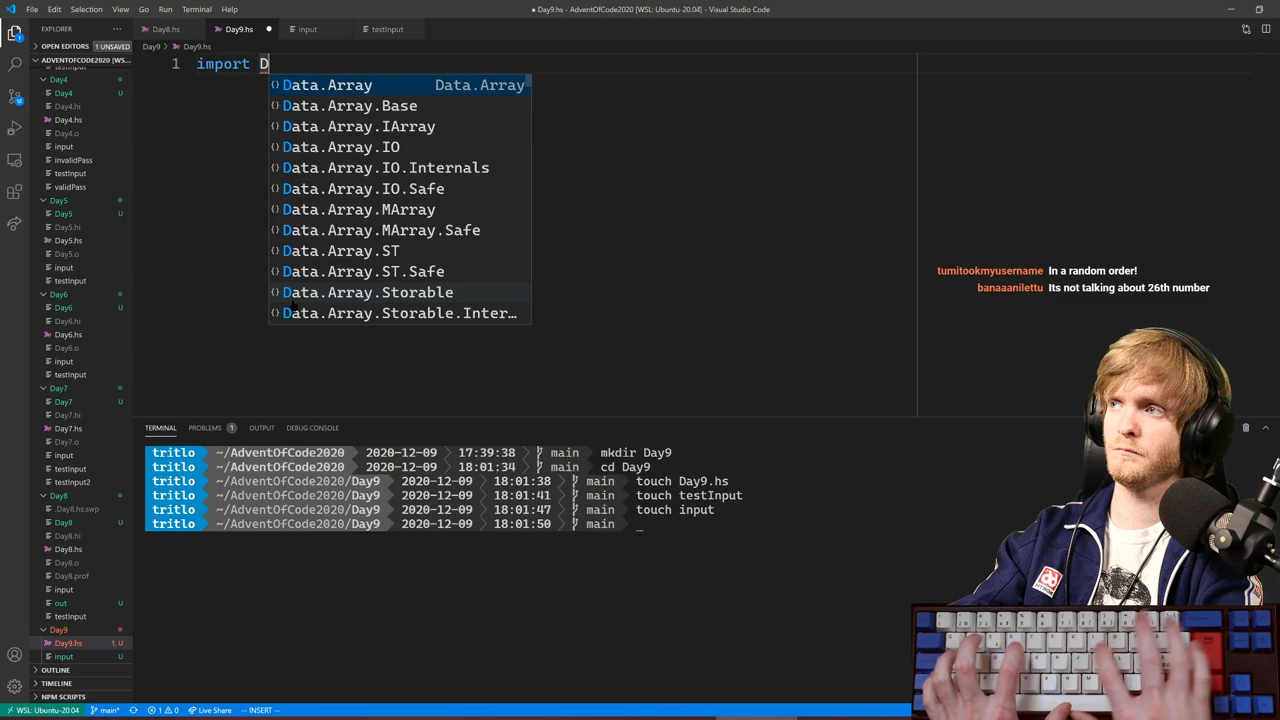 File Edit Selection View Go Run Terminal Help
● Day9.hs - AdventOfCode2020 [WSL: Ubuntu-20.04] - Visual Studio Code
EXPLORER
Day8.hs
Day9.hs
input
testInput
OPEN EDITORS 1 UNSAVED
ADVENTOFCODE2020 [WS...
testInput
Day4
Day4 U
Day4.hi
Day4.hs
Day4.o
input
invalidPass
testInput
validPass
Day5
Day5 U
Day5.hi
Day5.hs
Day5.o
input
testInput
Day6
Day6 U
Day6.hi
Day6.hs
Day6.o
input
testInput
Day7
Day7 U
Day7.hi
Day7.hs
Day7.o
input
testInput
testInput2
Day8
.Day8.hs.swp
Day8 U
Day8.hi
Day8.hs
Day8.o
Day8.prof
input
out U
testInput
Day9
Day9.hs 1, U
input U
OUTLINE
TIMELINE
NPM SCRIPTS
Day9 > Day9.hs
1 import D
Data.Array Data.Array
Data.Array.Base
Data.Array.IArray
Data.Array.IO
Data.Array.IO.Internals
Data.Array.IO.Safe
Data.Array.MArray
Data.Array.MArray.Safe
Data.Array.ST
Data.Array.ST.Safe
Data.Array.Storable
Data.Array.Storable.Inter...
tumitookmyusername In a random order!
banaaanilettu Its not talking about 26th number
TERMINAL PROBLEMS 1 OUTPUT DEBUG CONSOLE
tritlo ~/AdventOfCode2020 2020-12-09 17:39:38 main mkdir Day9
tritlo ~/AdventOfCode2020 2020-12-09 18:01:34 main cd Day9
tritlo ~/AdventOfCode2020/Day9 2020-12-09 18:01:38 main touch Day9.hs
tritlo ~/AdventOfCode2020/Day9 2020-12-09 18:01:41 main touch testInput
tritlo ~/AdventOfCode2020/Day9 2020-12-09 18:01:47 main touch input
tritlo ~/AdventOfCode2020/Day9 2020-12-09 18:01:50 main _
WSL: Ubuntu-20.04 main* 1 0 Live Share -- INSERT --